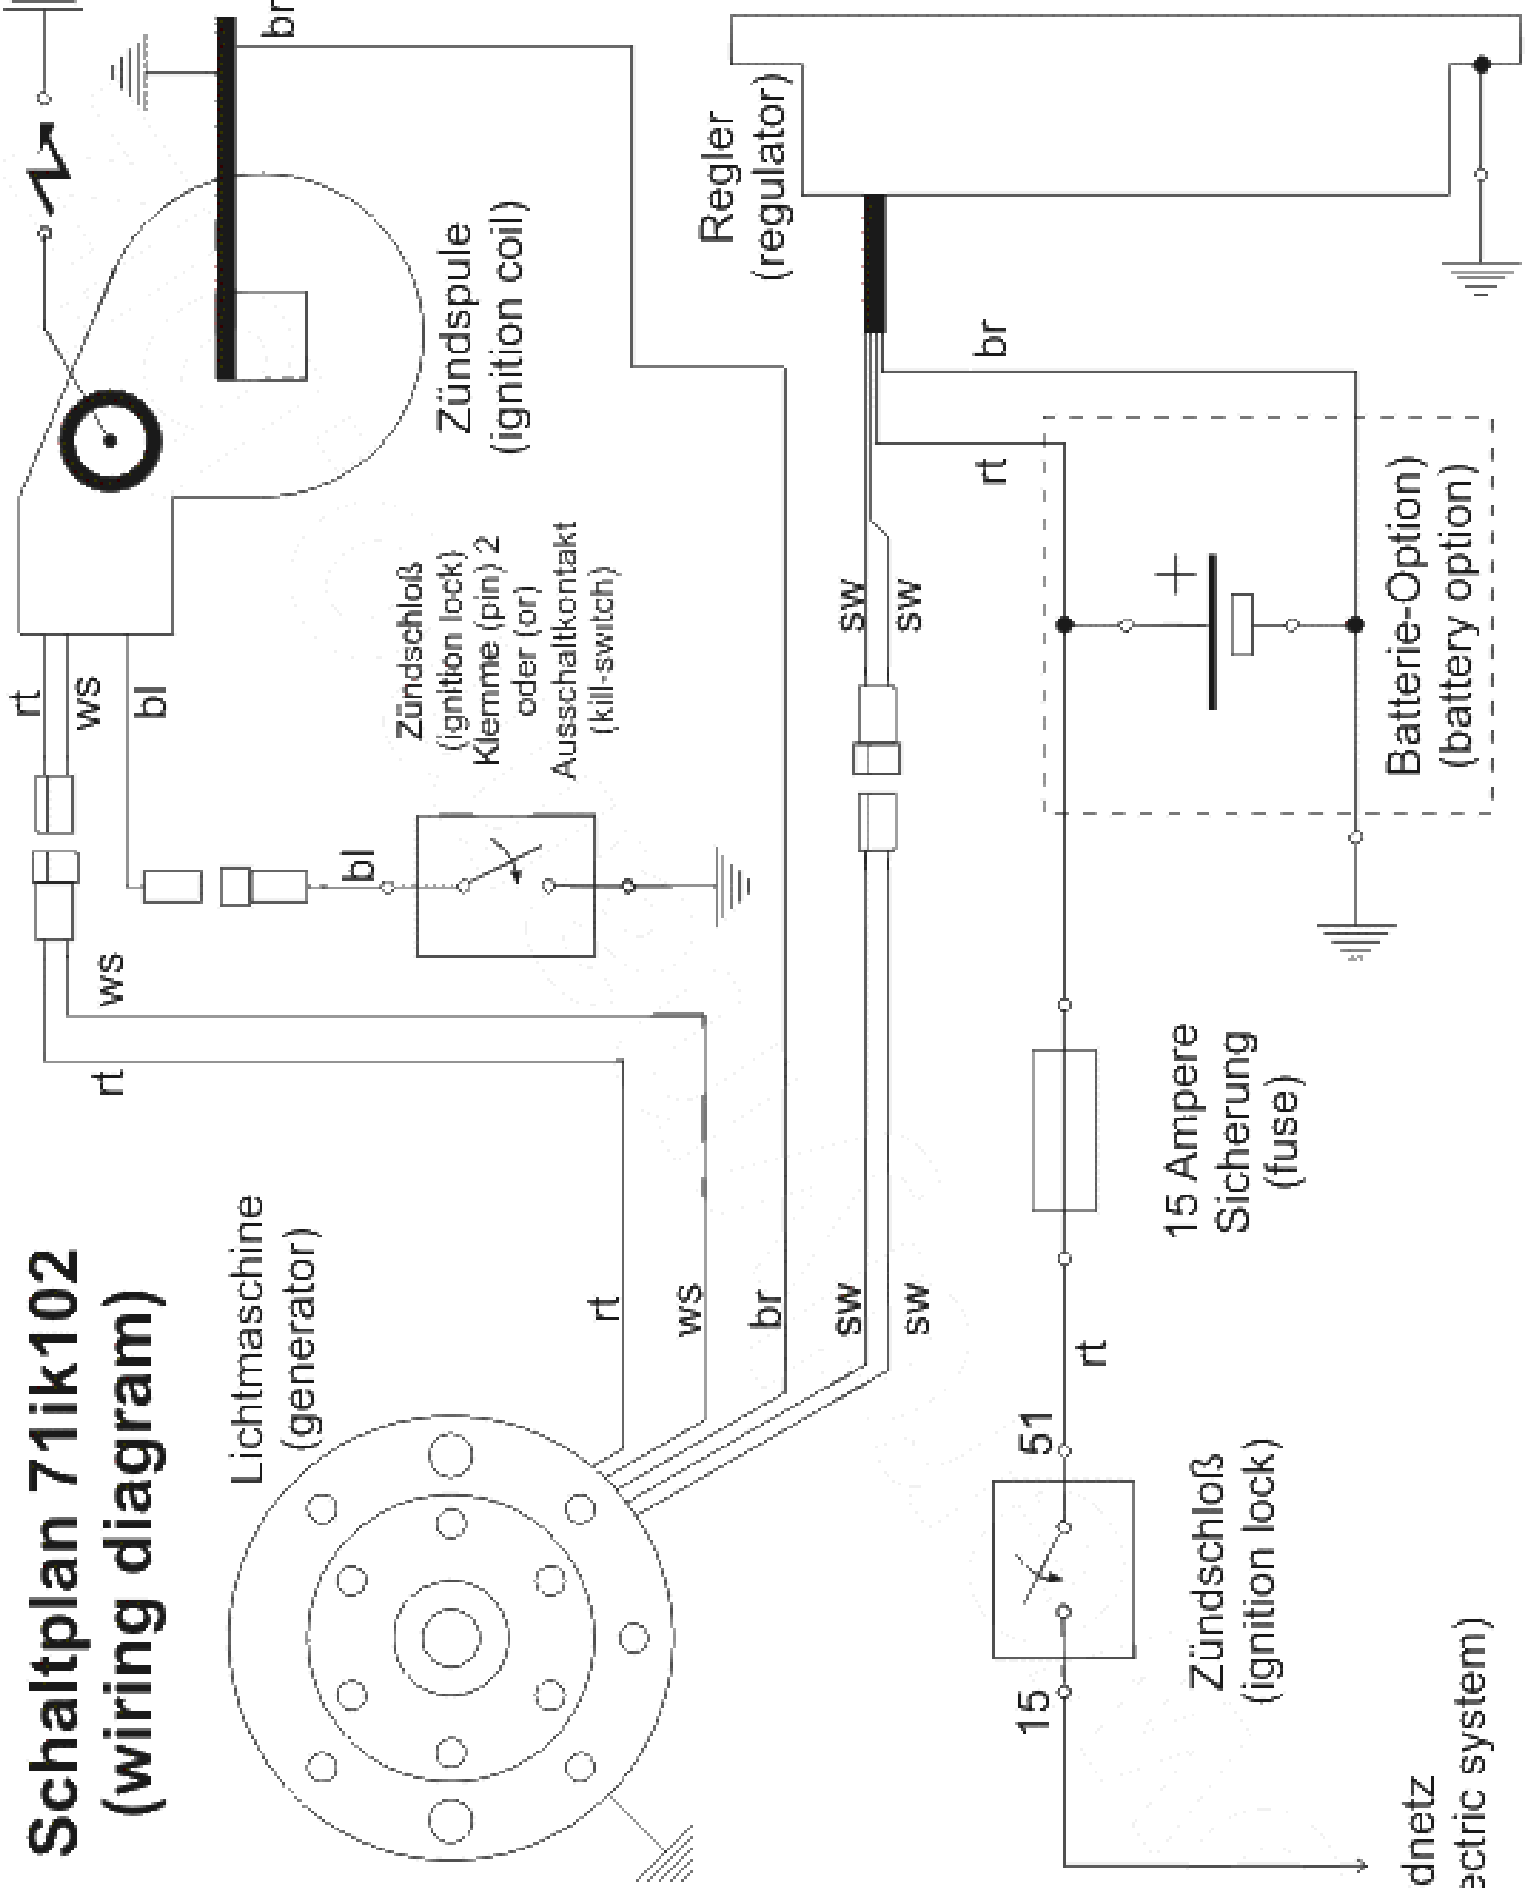 Schaltplan 71ik102
(wiring diagram)
Lichtmaschine
(generator)
rt
ws
br
sw
sw
rt
ws
rt
ws
bl
bl
Zündschloß
(ignition lock)
Klemme (pin) 2
oder (or)
Ausschaltkontakt
(kill-switch)
Zündspule
(ignition coil)
br
Regler
(regulator)
sw
sw
rt
br
+
Batterie-Option)
(battery option)
15 Ampere
Sicherung
(fuse)
rt
51
15
Zündschloß
(ignition lock)
dnetz
ectric system)